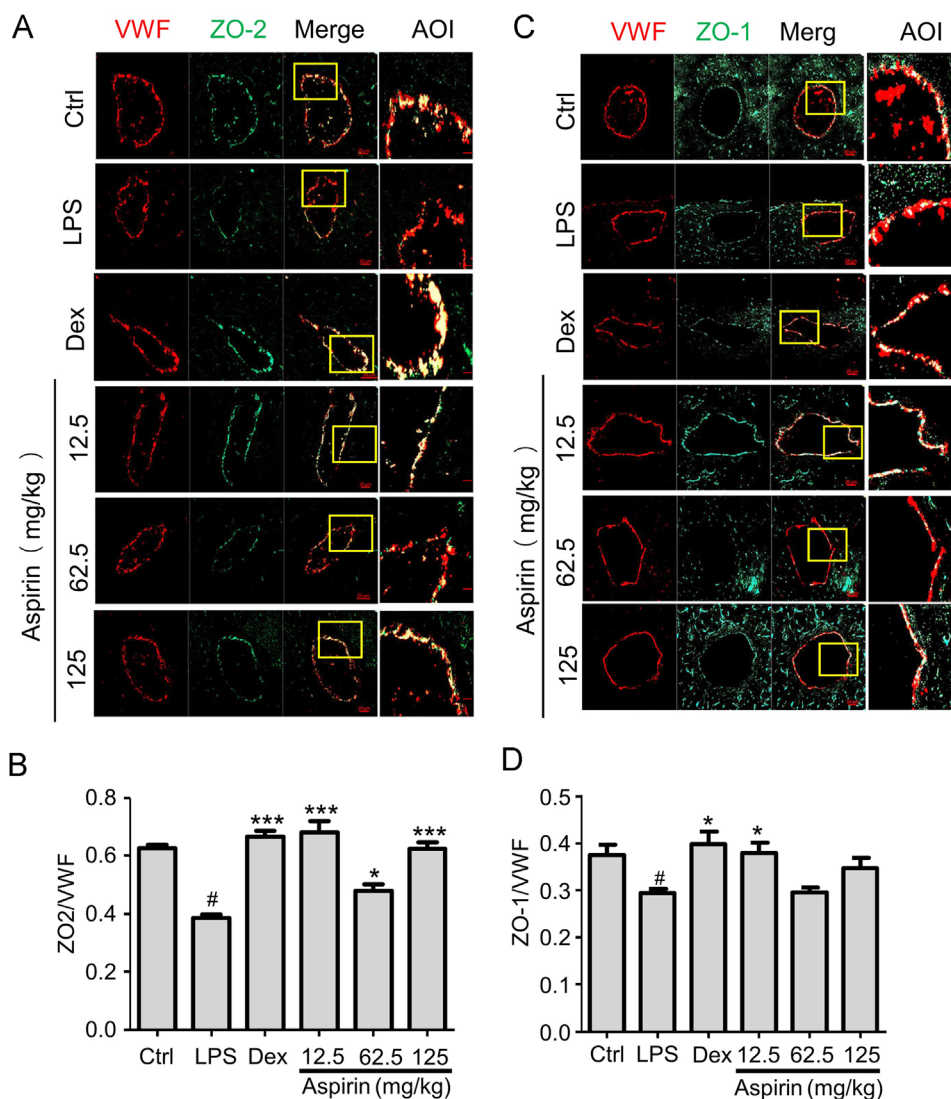 A
VWF ZO-2 Merge AOI
Ctrl
LPS
Dex
12.5
62.5
125
Aspirin ( mg/kg )
C
VWF ZO-1 Merg AOI
Ctrl
LPS
Dex
12.5
62.5
125
Aspirin ( mg/kg )
B
ZO2/VWF
0.8
0.6
0.4
0.2
0.0
#
***
***
*
***
Ctrl LPS Dex 12.5 62.5 125
Aspirin (mg/kg)
D
ZO-1/VWF
0.5
0.4
0.3
0.2
0.1
0.0
#
*
*
Ctrl LPS Dex 12.5 62.5 125
Aspirin (mg/kg)